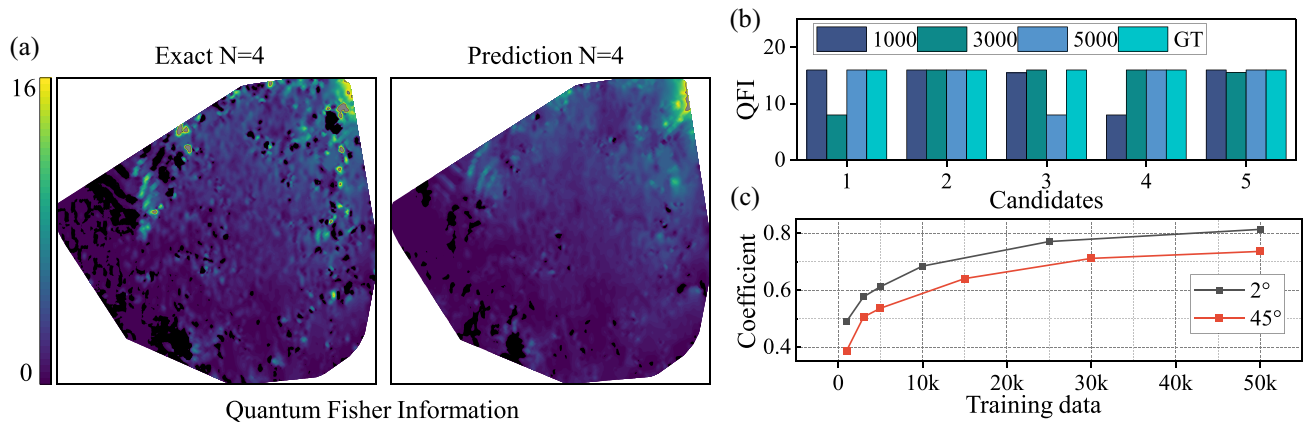 (a)
Exact N=4
Prediction N=4
16
0
Quantum Fisher Information
(b)
1000 3000 5000 GT
QFI
20
10
0
1 2 3 4 5
Candidates
(c)
Coefficient
0.8
0.6
0.4
2°
45°
0 10k 20k 30k 40k 50k
Training data